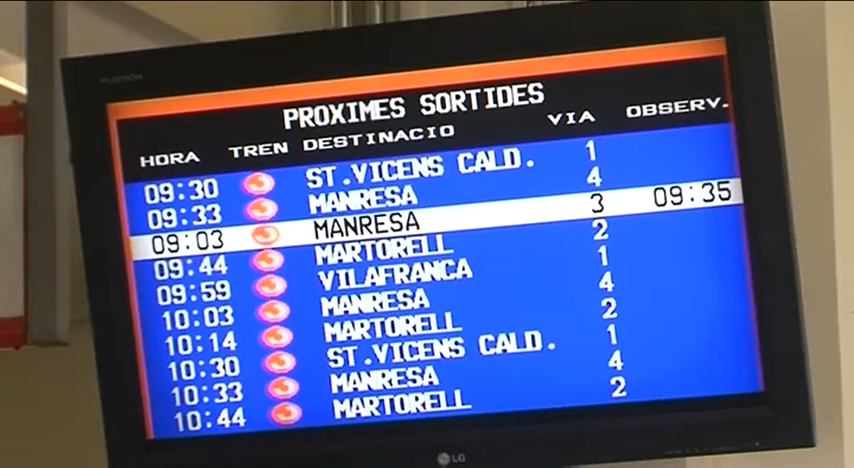 PROXIMES SORTIDES
HORA TREN DESTINACIO VIA OBSERV.
09:30 ST.VICENS CALD. 1
09:33 MANRESA 4
09:03 MANRESA 3 09:35
09:44 MARTORELL 2
09:59 VILAFRANCA 1
10:03 MANRESA 4
10:14 MARTORELL 2
10:30 ST.VICENS CALD. 1
10:33 MANRESA 4
10:44 MARTORELL 2
LG